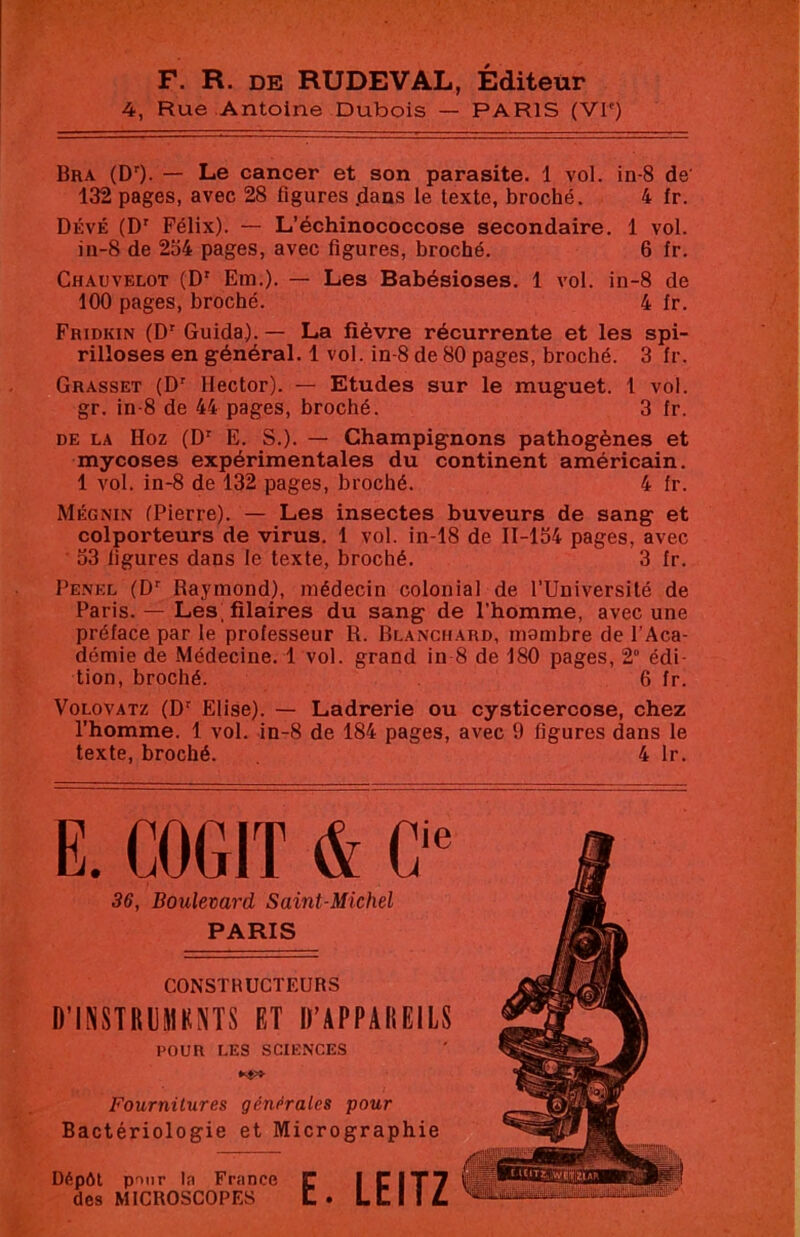 F. R. DE RUDEVAL, Éditeur
4, Rue Antoine Dubois — PARIS (VIᵉ)
BRA (Dʳ). — Le cancer et son parasite. 1 vol. in-8 de
132 pages, avec 28 figures dans le texte, broché. 4 fr.
DÉVÉ (Dʳ Félix). — L'échinococcose secondaire. 1 vol.
in-8 de 254 pages, avec figures, broché. 6 fr.
CHAUVELOT (Dʳ Em.). — Les Babésioses. 1 vol. in-8 de
100 pages, broché. 4 fr.
FRIDKIN (Dʳ Guida). — La fièvre récurrente et les spi-
rilloses en général. 1 vol. in-8 de 80 pages, broché. 3 fr.
GRASSET (Dʳ Hector). — Etudes sur le muguet. 1 vol.
gr. in-8 de 44 pages, broché. 3 fr.
DE LA HOZ (Dʳ E. S.). — Champignons pathogènes et
mycoses expérimentales du continent américain.
1 vol. in-8 de 132 pages, broché. 4 fr.
MÉGNIN (Pierre). — Les insectes buveurs de sang et
colporteurs de virus. 1 vol. in-18 de II-154 pages, avec
53 figures dans le texte, broché. 3 fr.
PENEL (Dʳ Raymond), médecin colonial de l'Université de
Paris. — Les filaires du sang de l'homme, avec une
préface par le professeur R. BLANCHARD, mambre de l'Aca-
démie de Médecine. 1 vol. grand in-8 de 180 pages, 2ᵉ édi-
tion, broché. 6 fr.
VOLOVATZ (Dʳ Elise). — Ladrerie ou cysticercose, chez
l'homme. 1 vol. in-8 de 184 pages, avec 9 figures dans le
texte, broché. 4 fr.
E. COGIT & Cⁱᵉ
36, Boulevard Saint-Michel
PARIS
CONSTRUCTEURS
D'INSTRUMENTS ET D'APPAREILS
POUR LES SCIENCES
Fournitures générales pour
Bactériologie et Micrographie
Dépôt pour la France
des MICROSCOPES E. LEITZ
E. LEITZ WETZLAR